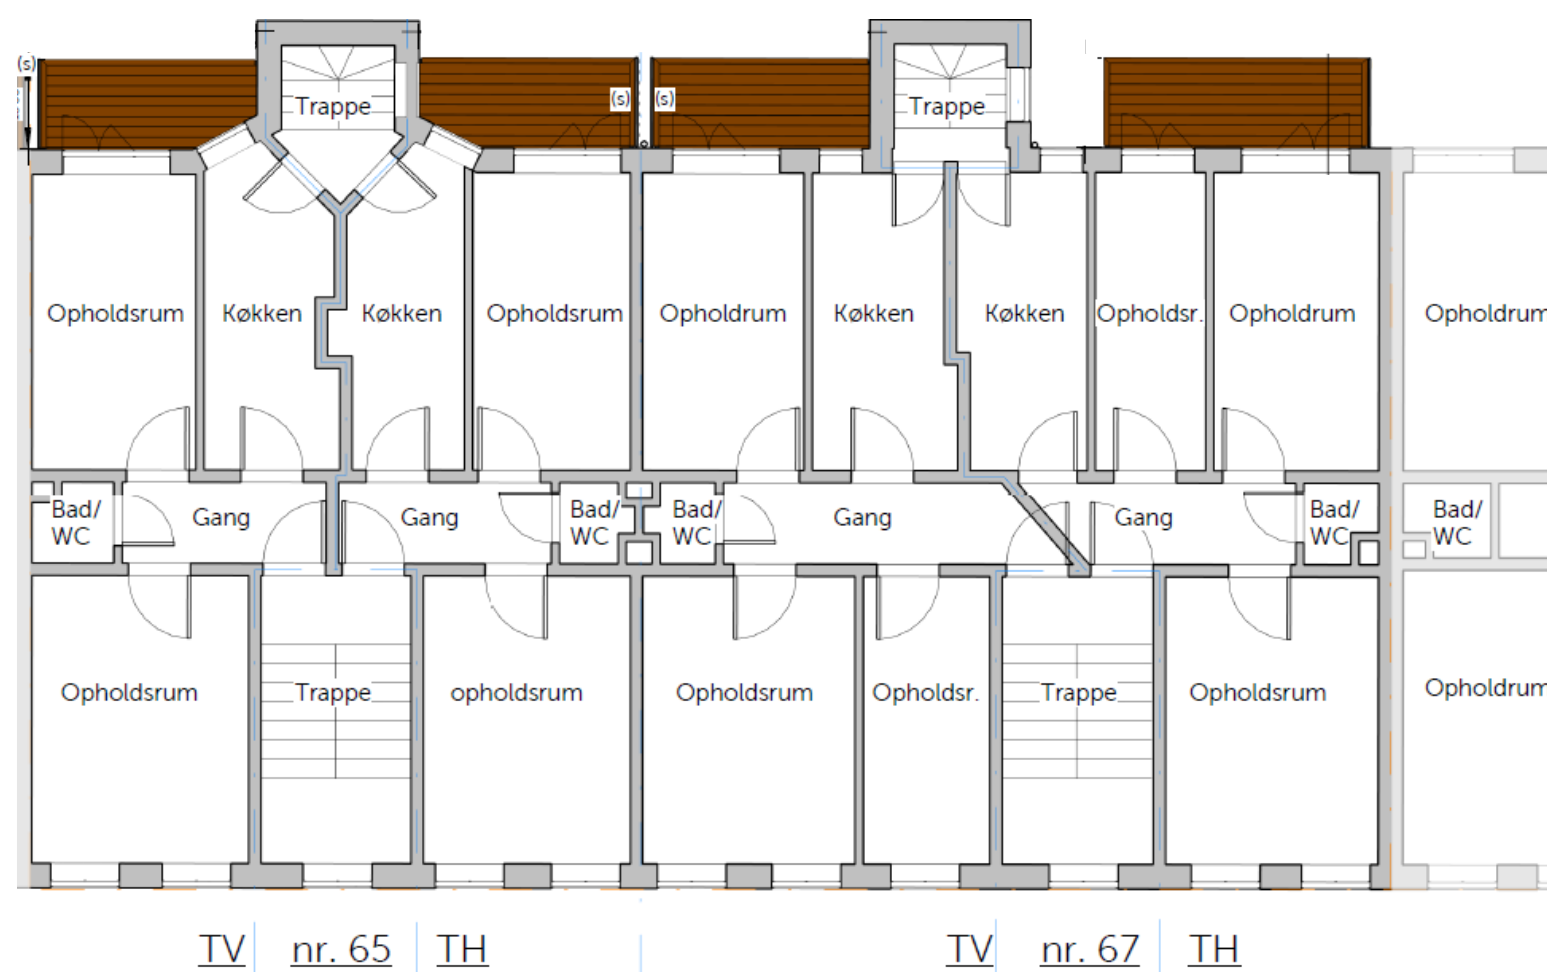 (s)
Trappe
(s)
(s)
Trappe
Opholdsrum
Køkken
Køkken
Opholdsrum
Opholdrum
Køkken
Køkken
Opholdsr.
Opholdrum
Opholdrum
Bad/
WC
Gang
Gang
Bad/
WC
Bad/
WC
Gang
Gang
Bad/
WC
Bad/
WC
Opholdsrum
Trappe
opholdsrum
Opholdsrum
Opholdsr.
Trappe
Opholdsrum
Opholdrum
TV
nr. 65
TH
TV
nr. 67
TH